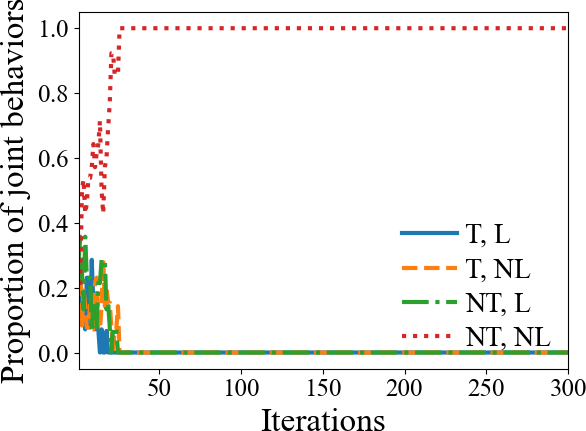 Proportion of joint behaviors
1.0
0.8
0.6
0.4
0.2
0.0
T, L
T, NL
NT, L
NT, NL
50 100 150 200 250 300
Iterations